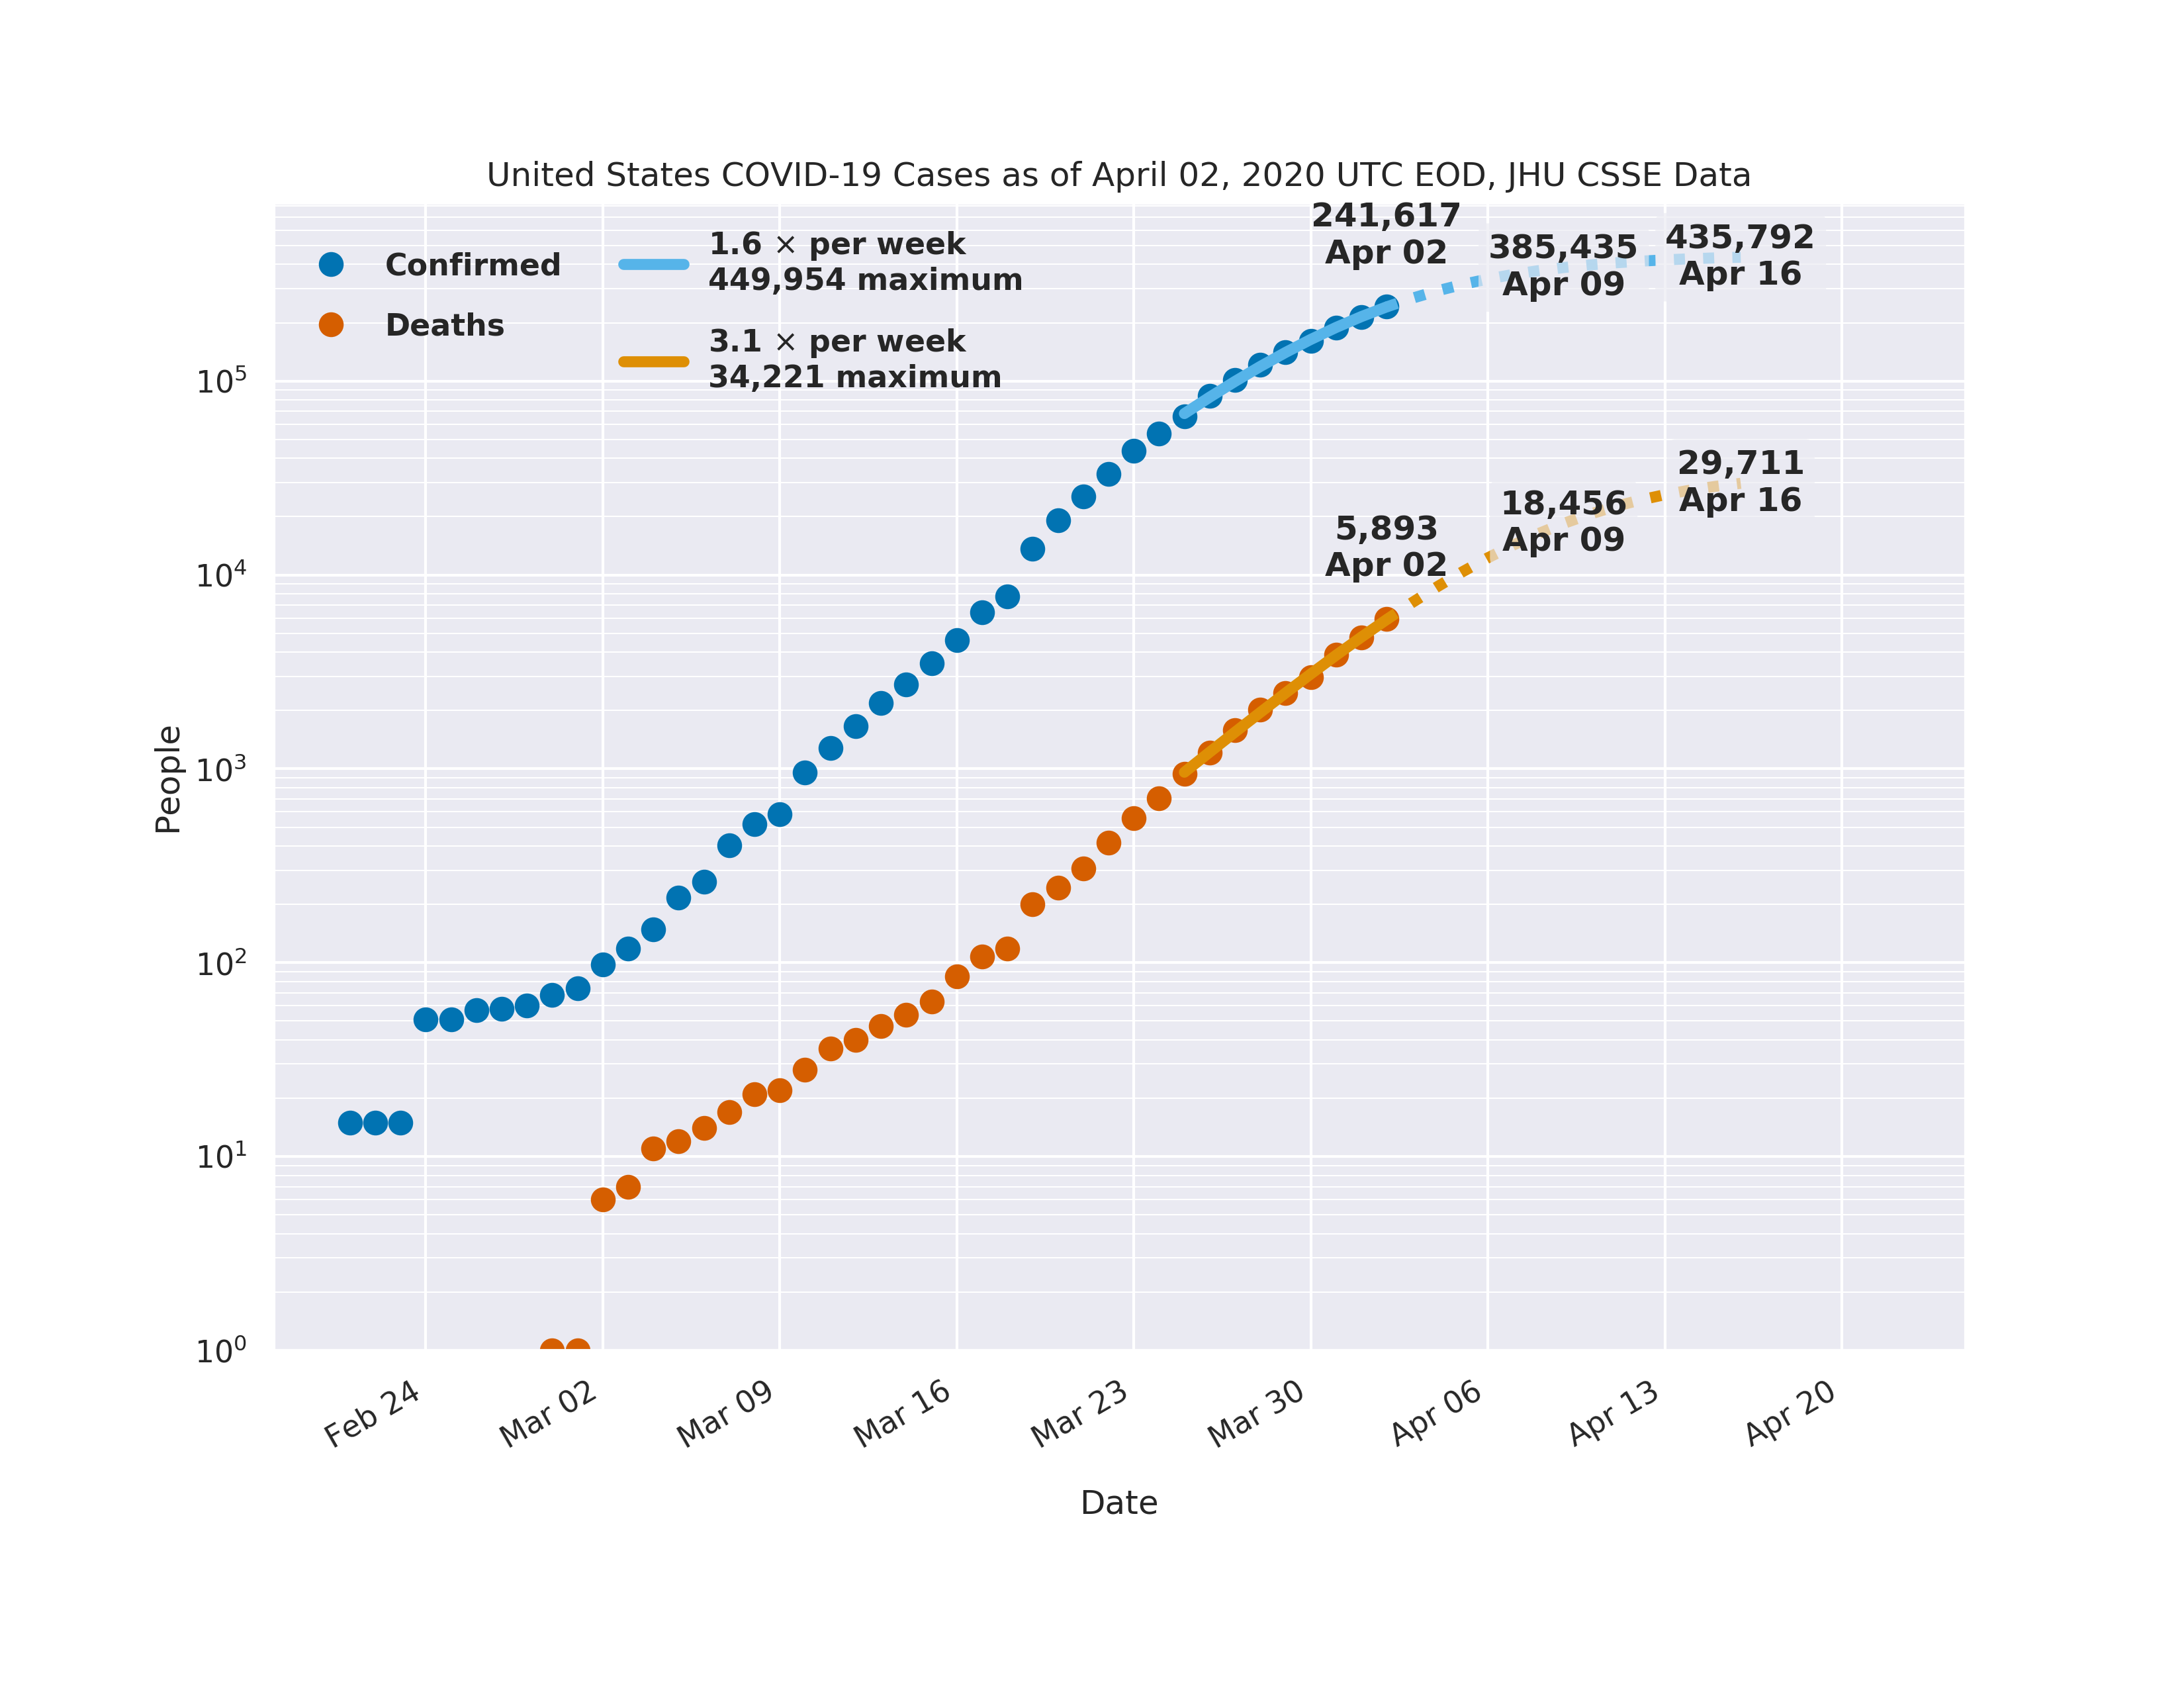 United States COVID-19 Cases as of April 02, 2020 UTC EOD, JHU CSSE Data
Confirmed
Deaths
1.6 × per week
449,954 maximum
3.1 × per week
34,221 maximum
241,617
Apr 02
385,435
Apr 09
435,792
Apr 16
5,893
Apr 02
18,456
Apr 09
29,711
Apr 16
People
10⁵
10⁴
10³
10²
10¹
10⁰
Feb 24
Mar 02
Mar 09
Mar 16
Mar 23
Mar 30
Apr 06
Apr 13
Apr 20
Date